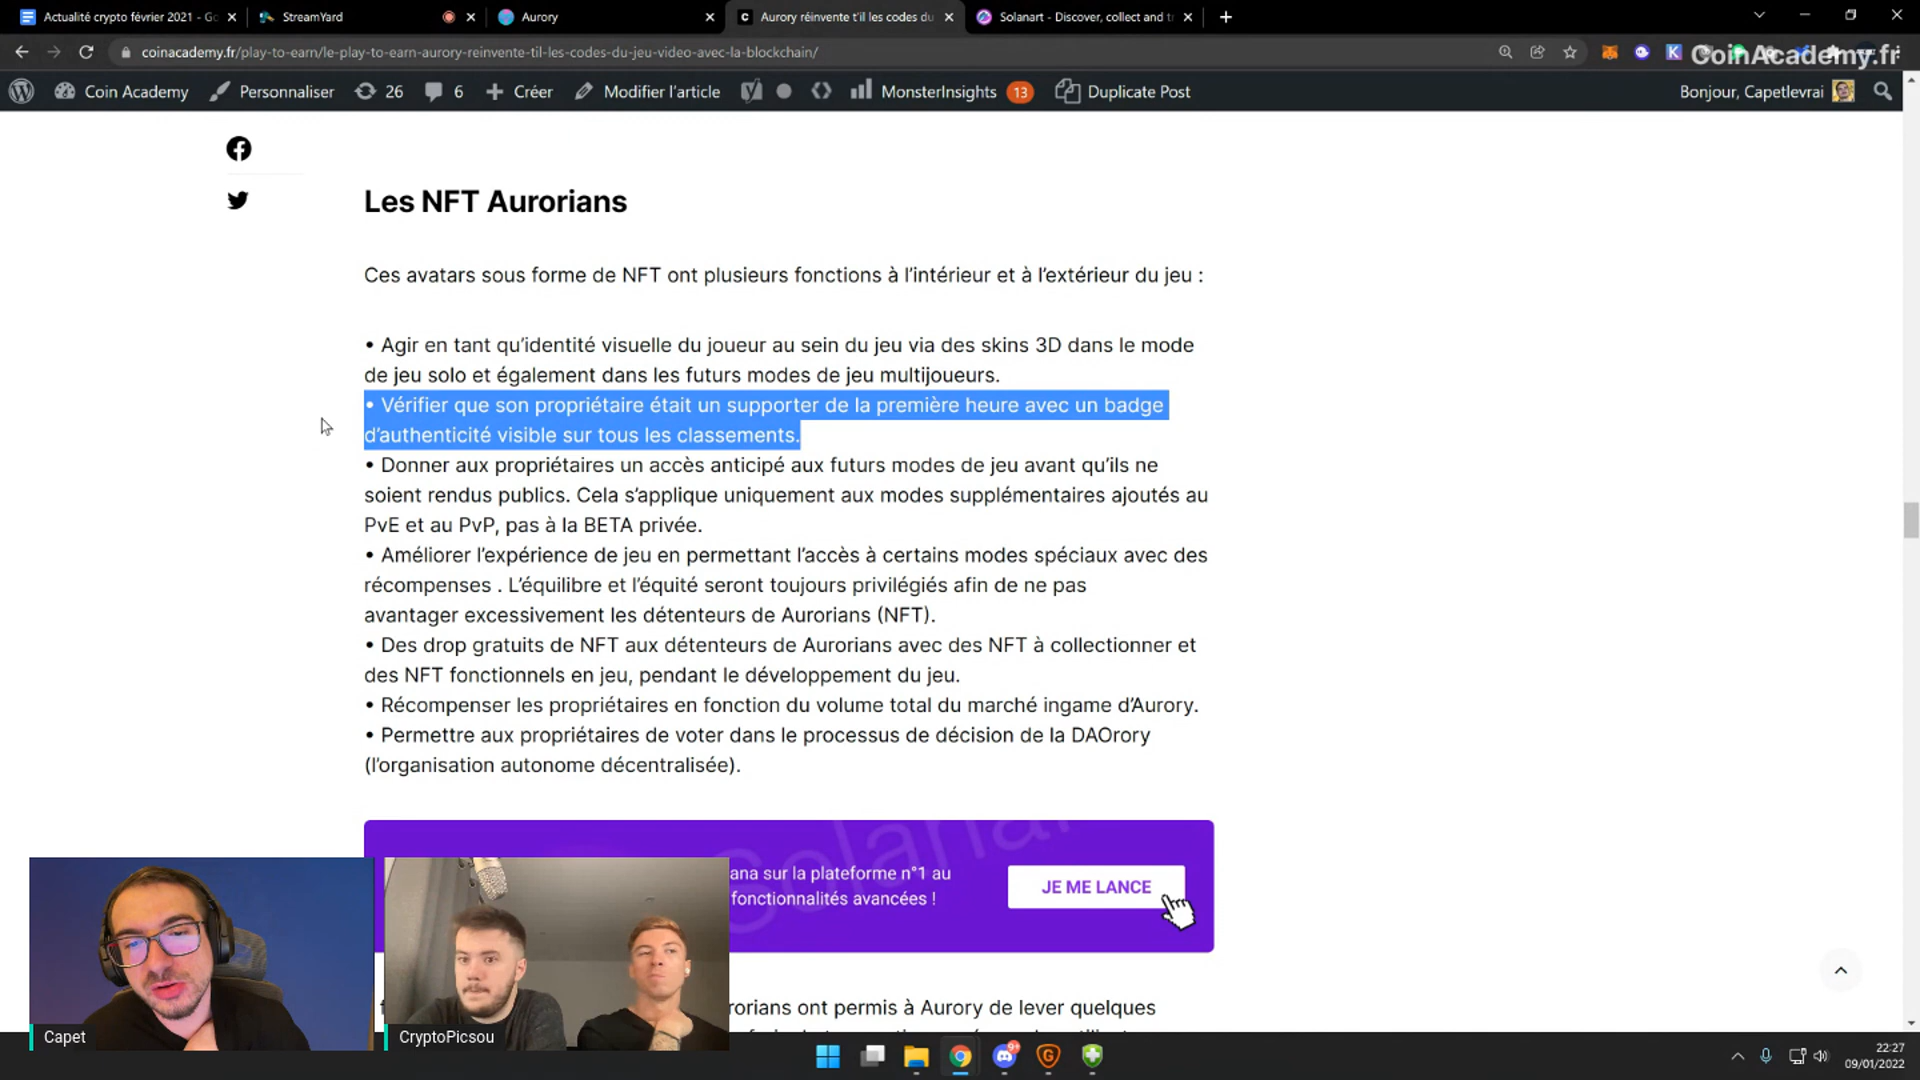 Actualité crypto février 2021 - Go
StreamYard
Aurory
Aurory réinvente t'il les codes du
Solanart - Discover, collect and tr
coinacademy.fr/play-to-earn/le-play-to-earn-aurory-reinvente-til-les-codes-du-jeu-video-avec-la-blockchain/
CoinAcademy.fr
Coin Academy
Personnaliser
26
6
Créer
Modifier l'article
MonsterInsights 13
Duplicate Post
Bonjour, Capetlevrai
Les NFT Aurorians
Ces avatars sous forme de NFT ont plusieurs fonctions à l'intérieur et à l'extérieur du jeu :
• Agir en tant qu'identité visuelle du joueur au sein du jeu via des skins 3D dans le mode
de jeu solo et également dans les futurs modes de jeu multijoueurs.
• Vérifier que son propriétaire était un supporter de la première heure avec un badge
d'authenticité visible sur tous les classements.
• Donner aux propriétaires un accès anticipé aux futurs modes de jeu avant qu'ils ne
soient rendus publics. Cela s'applique uniquement aux modes supplémentaires ajoutés au
PvE et au PvP, pas à la BETA privée.
• Améliorer l'expérience de jeu en permettant l'accès à certains modes spéciaux avec des
récompenses . L'équilibre et l'équité seront toujours privilégiés afin de ne pas
avantager excessivement les détenteurs de Aurorians (NFT).
• Des drop gratuits de NFT aux détenteurs de Aurorians avec des NFT à collectionner et
des NFT fonctionnels en jeu, pendant le développement du jeu.
• Récompenser les propriétaires en fonction du volume total du marché ingame d'Aurory.
• Permettre aux propriétaires de voter dans le processus de décision de la DAOrory
(l'organisation autonome décentralisée).
ana sur la plateforme n°1 au
fonctionnalités avancées !
JE ME LANCE
rorians ont permis à Aurory de lever quelques
Capet
CryptoPicsou
22:27
09/01/2022